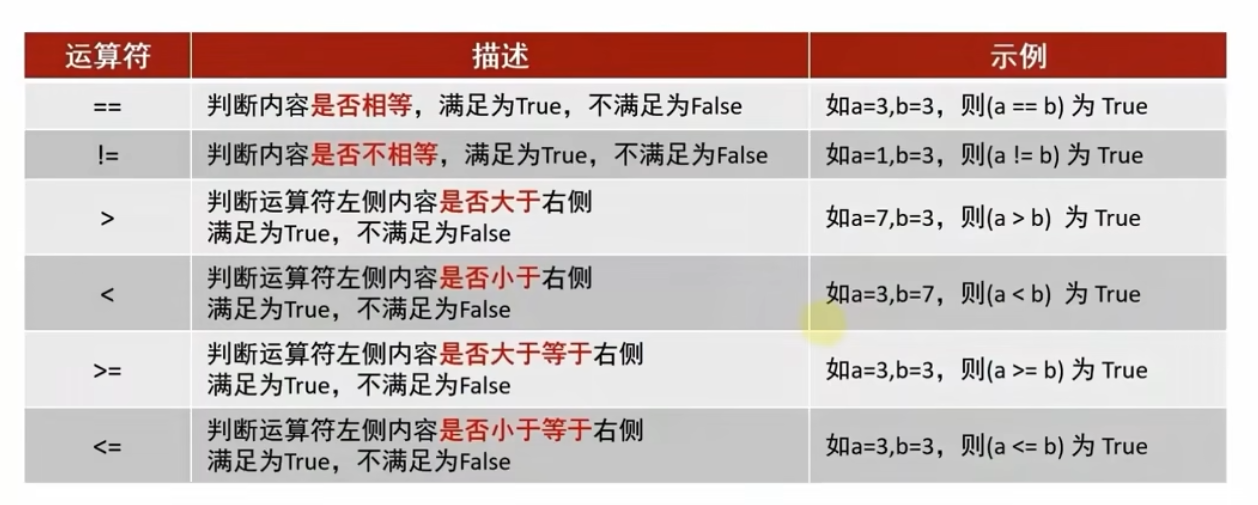 运算符 描述 示例
== 判断内容是否相等，满足为True，不满足为False 如a=3,b=3，则(a == b) 为 True
!= 判断内容是否不相等，满足为True，不满足为False 如a=1,b=3，则(a != b) 为 True
> 判断运算符左侧内容是否大于右侧
满足为True，不满足为False 如a=7,b=3，则(a > b) 为 True
< 判断运算符左侧内容是否小于右侧
满足为True，不满足为False 如a=3,b=7，则(a < b) 为 True
>= 判断运算符左侧内容是否大于等于右侧
满足为True，不满足为False 如a=3,b=3，则(a >= b) 为 True
<= 判断运算符左侧内容是否小于等于右侧
满足为True，不满足为False 如a=3,b=3，则(a <= b) 为 True